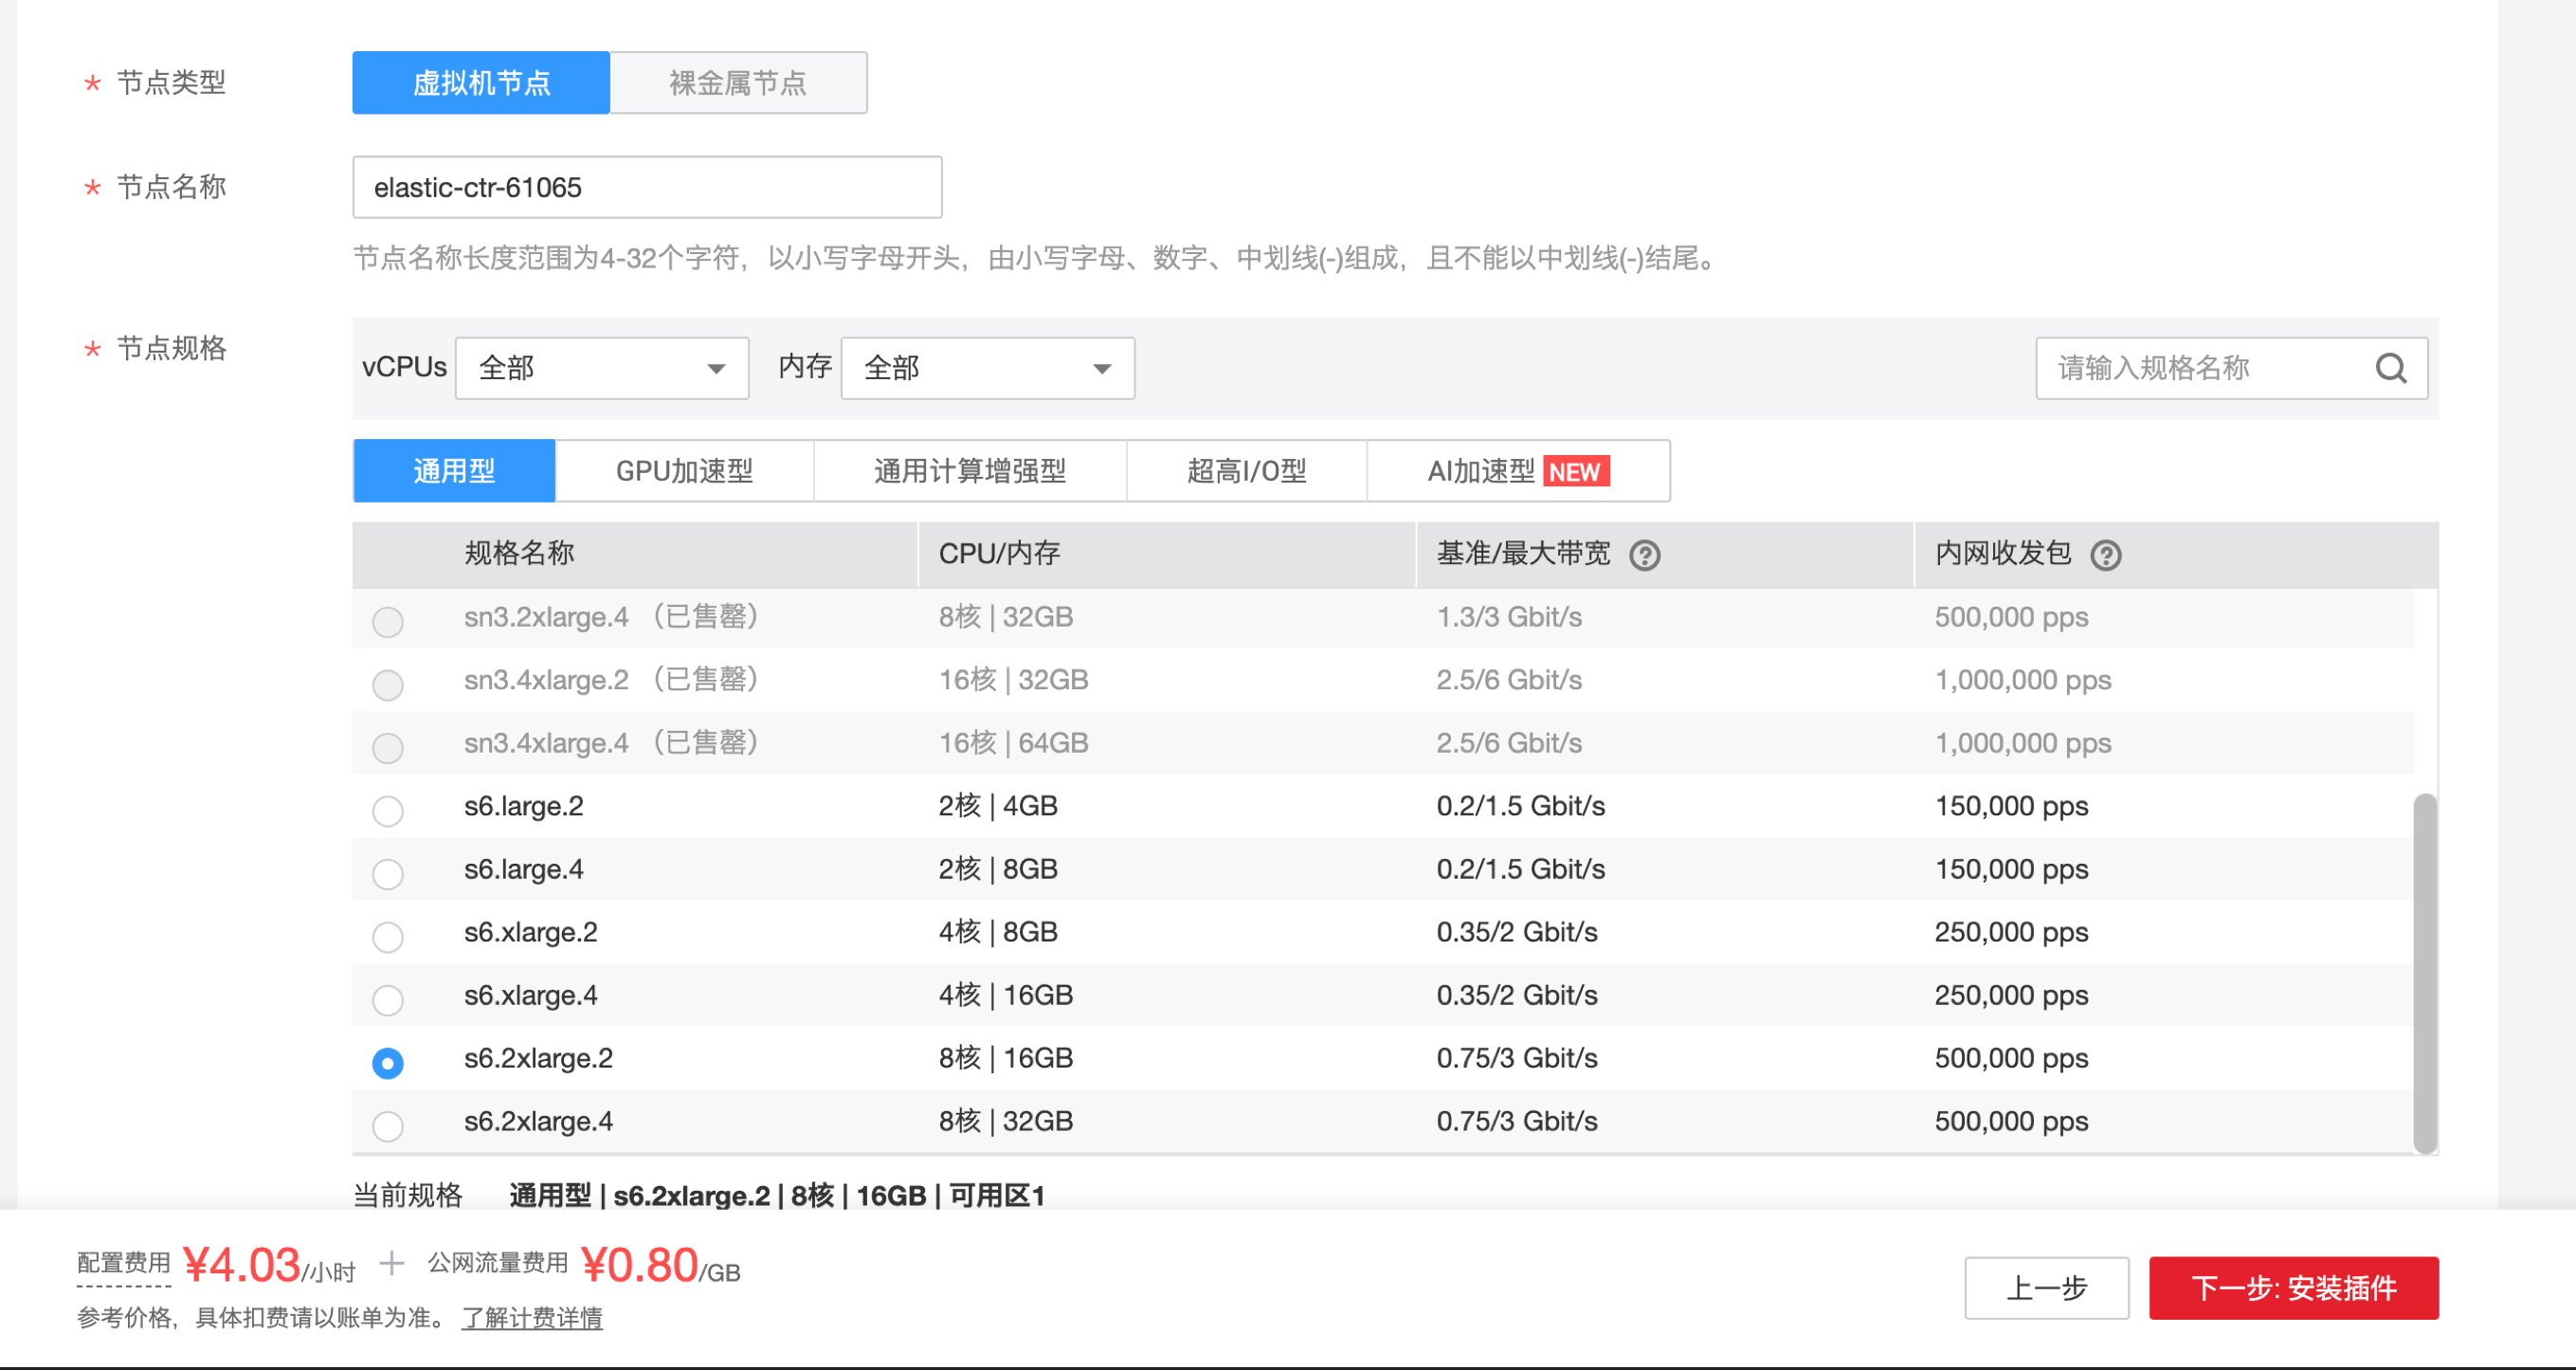 * 节点类型 虚拟机节点 裸金属节点
* 节点名称 elastic-ctr-61065
节点名称长度范围为4-32个字符，以小写字母开头，由小写字母、数字、中划线(-)组成，且不能以中划线(-)结尾。
* 节点规格 vCPUs 全部 内存 全部 请输入规格名称
通用型 GPU加速型 通用计算增强型 超高I/O型 AI加速型 NEW
规格名称 CPU/内存 基准/最大带宽 ? 内网收发包 ?
sn3.2xlarge.4 （已售罄） 8核 | 32GB 1.3/3 Gbit/s 500,000 pps
sn3.4xlarge.2 （已售罄） 16核 | 32GB 2.5/6 Gbit/s 1,000,000 pps
sn3.4xlarge.4 （已售罄） 16核 | 64GB 2.5/6 Gbit/s 1,000,000 pps
s6.large.2 2核 | 4GB 0.2/1.5 Gbit/s 150,000 pps
s6.large.4 2核 | 8GB 0.2/1.5 Gbit/s 150,000 pps
s6.xlarge.2 4核 | 8GB 0.35/2 Gbit/s 250,000 pps
s6.xlarge.4 4核 | 16GB 0.35/2 Gbit/s 250,000 pps
s6.2xlarge.2 8核 | 16GB 0.75/3 Gbit/s 500,000 pps
s6.2xlarge.4 8核 | 32GB 0.75/3 Gbit/s 500,000 pps
当前规格 通用型 | s6.2xlarge.2 | 8核 | 16GB | 可用区1
配置费用 ¥4.03/小时 + 公网流量费用 ¥0.80/GB
参考价格，具体扣费请以账单为准。 了解计费详情
上一步 下一步: 安装插件